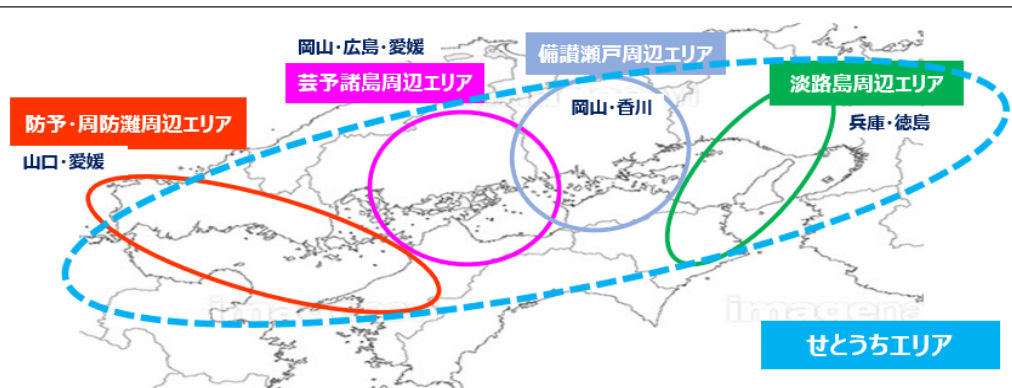 岡山・広島・愛媛
芸予諸島周辺エリア
備讃瀬戸周辺エリア
岡山・香川
淡路島周辺エリア
兵庫・徳島
防予・周防灘周辺エリア
山口・愛媛
せとうちエリア